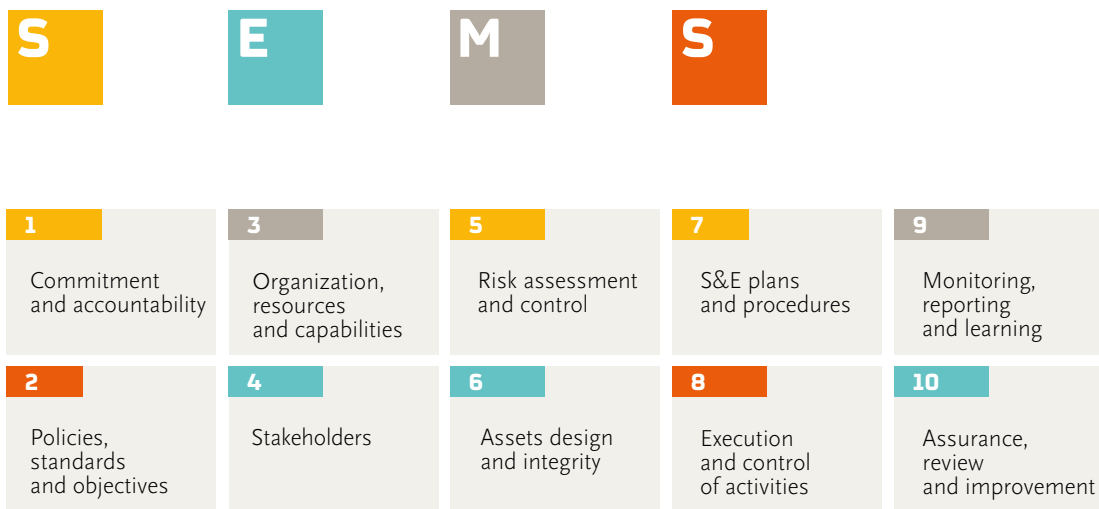 S
E
M
S
1
Commitment
and accountability
3
Organization,
resources
and capabilities
5
Risk assessment
and control
7
S&E plans
and procedures
9
Monitoring,
reporting
and learning
2
Policies,
standards
and objectives
4
Stakeholders
6
Assets design
and integrity
8
Execution
and control
of activities
10
Assurance,
review
and improvement